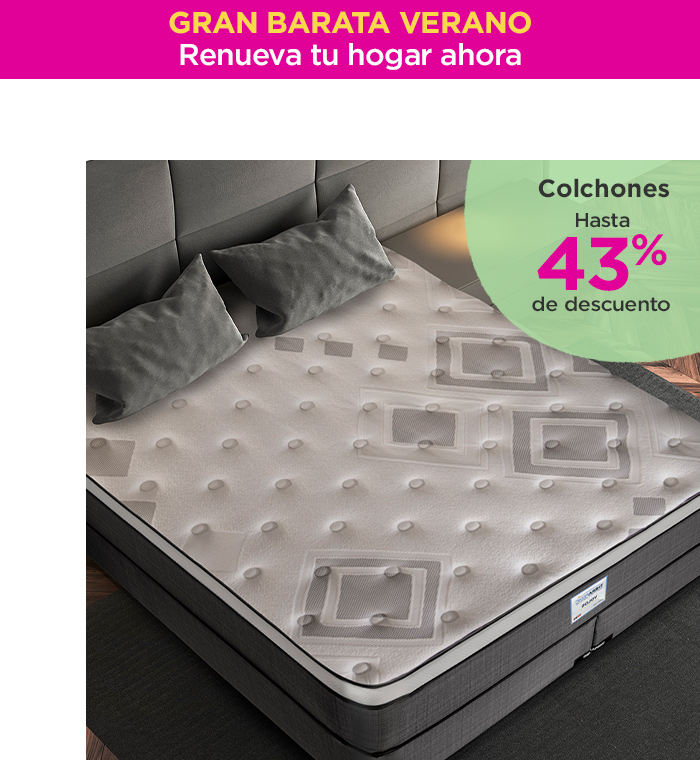 GRAN BARATA VERANO
Renueva tu hogar ahora
Colchones
Hasta
43%
de descuento